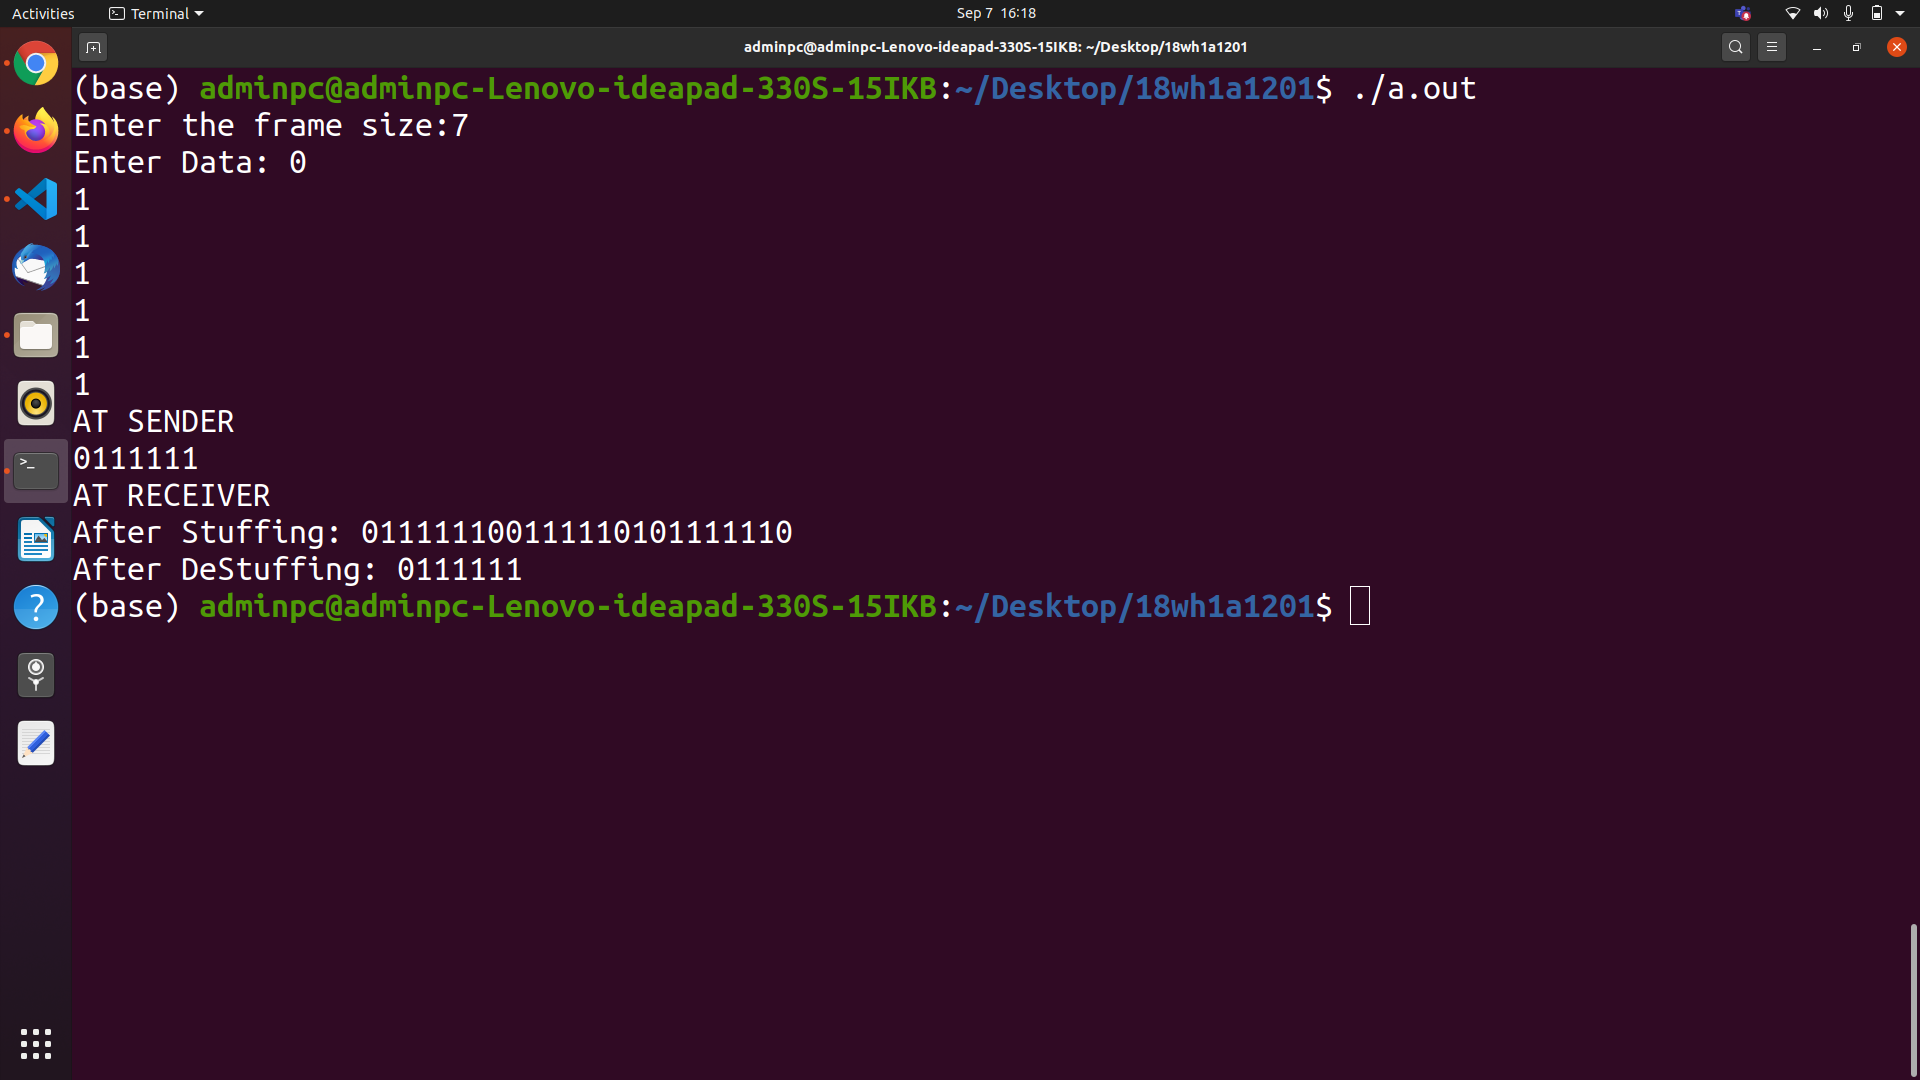 Activities Terminal Sep 7 16:18
adminpc@adminpc-Lenovo-ideapad-330S-15IKB: ~/Desktop/18wh1a1201
(base) adminpc@adminpc-Lenovo-ideapad-330S-15IKB:~/Desktop/18wh1a1201$ ./a.out
Enter the frame size:7
Enter Data: 0
1
1
1
1
1
1
AT SENDER
0111111
AT RECEIVER
After Stuffing: 011111100111110101111110
After DeStuffing: 0111111
(base) adminpc@adminpc-Lenovo-ideapad-330S-15IKB:~/Desktop/18wh1a1201$